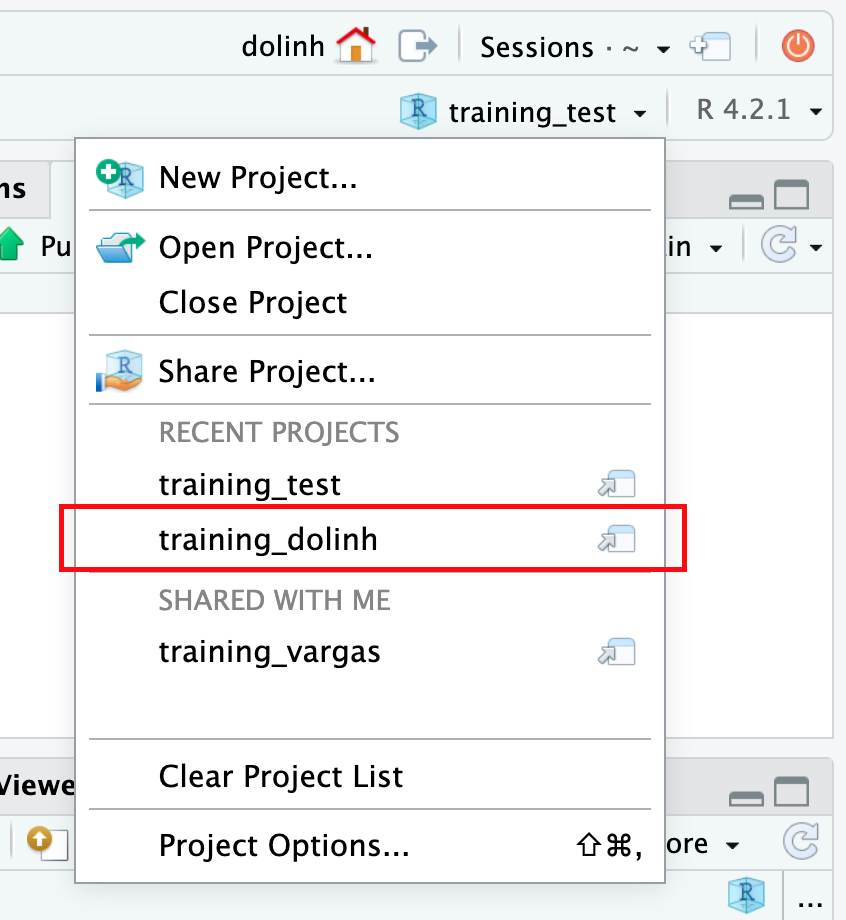 dolinh Sessions · ~
training_test R 4.2.1
New Project...
ns
Open Project...
Pu in
Close Project
Share Project...
RECENT PROJECTS
training_test
training_dolinh
SHARED WITH ME
training_vargas
Clear Project List
Viewe
Project Options... ⇧⌘,
ore
...